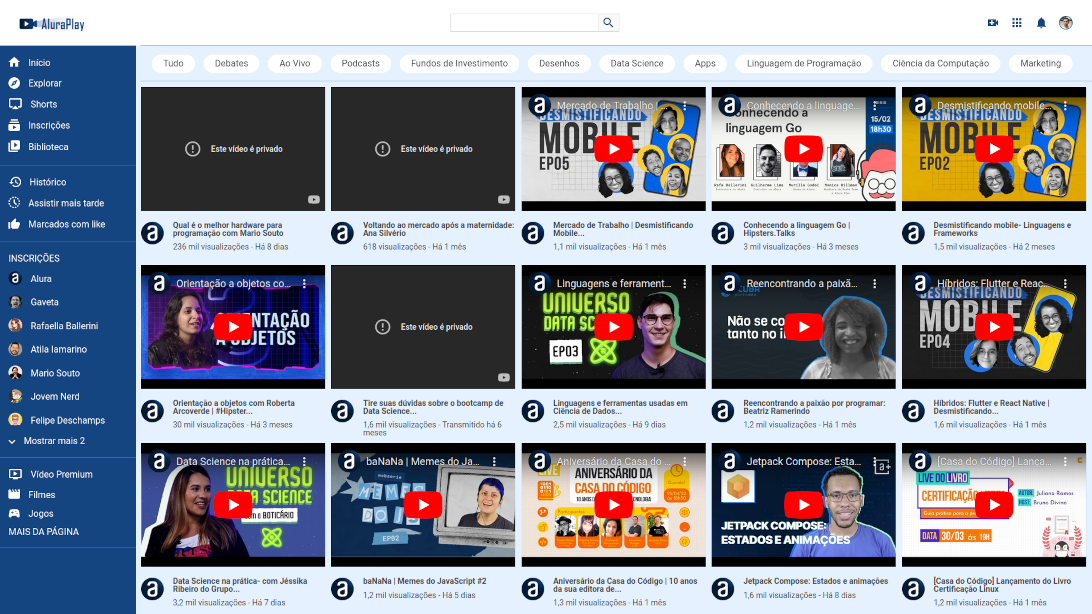 AluraPlay
Início
Explorar
Shorts
Inscrições
Biblioteca
Histórico
Assistir mais tarde
Marcados com like
INSCRIÇÕES
Alura
Gaveta
Rafaella Ballerini
Atila Iamarino
Mario Souto
Jovem Nerd
Felipe Deschamps
Mostrar mais 2
Vídeo Premium
Filmes
Jogos
MAIS DA PÁGINA
Tudo
Debates
Ao Vivo
Podcasts
Fundos de Investimento
Desenhos
Data Science
Apps
Linguagem de Programação
Ciência da Computação
Marketing
Este vídeo é privado
Qual é o melhor hardware para
programação com Mario Souto
236 mil visualizações - Há 8 dias
Este vídeo é privado
Voltando ao mercado após a maternidade:
Ana Silvério
618 visualizações - Há 1 mês
Mercado de Trabalho |
DESMISTIFICANDO
MOBILE
EP05
Mercado de Trabalho | Desmistificando
Mobile...
1,1 mil visualizações - Há 1 mês
Conhecendo a linguage
Conhecendo a
linguagem Go
15/02
18h30
Conhecendo a linguagem Go |
Hipsters.Talks
3 mil visualizações - Há 3 meses
Desmistificando mobile...
DESMISTIFICANDO
MOBILE
EP02
Desmistificando mobile- Linguagens e
Frameworks
1,5 mil visualizações - Há 2 meses
Orientação a objetos co...
ORIENTAÇÃO
A OBJETOS
Orientação a objetos com Roberta
Arcoverde | #Hipster...
30 mil visualizações - Há 3 meses
Este vídeo é privado
Tire suas dúvidas sobre o bootcamp de
Data Science...
1,6 mil visualizações - Transmitido há 6
meses
Linguagens e ferrament...
UNIVERSO
DATA SCIENCE
EP03
Linguagens e ferramentas usadas em
Ciência de Dados...
2,5 mil visualizações - Há 9 dias
Reencontrando a paixã...
Não se co
tanto no i
Reencontrando a paixão por programar:
Beatriz Ramerindo
1,2 mil visualizações - Há 1 mês
Híbridos: Flutter e Reac...
DESMISTIFICANDO
MOBILE
EP04
Híbridos: Flutter e React Native |
Desmistificando...
1,6 mil visualizações - Há 1 mês
Data Science na prática...
UNIVERSO
DATA SCIENCE
com o BOTICÁRIO
Data Science na prática- com Jéssika
Ribeiro do Grupo...
3,2 mil visualizações - Há 7 dias
baNaNa | Memes do Ja...
MEMES
EP02
baNaNa | Memes do JavaScript #2
1,2 mil visualizações - Há 5 dias
Aniversário da Casa do ...
ANIVERSÁRIO DA
CASA DO CÓDIGO
Aniversário da Casa do Código | 10 anos
da sua editora de...
1,3 mil visualizações - Há 1 mês
Jetpack Compose: Esta...
JETPACK COMPOSE:
ESTADOS E ANIMAÇÕES
Jetpack Compose: Estados e animações
1,6 mil visualizações - Há 8 dias
[Casa do Código] Lança...
LIVE DO LIVRO
CERTIFICAÇÃO
AUTOR: Juliano Ramos
HOST: Bruno Divino
DATA 30/03 às 19H
[Casa do Código] Lançamento do Livro
[Certificação Linux
1,2 mil visualizações - Há 1 mês